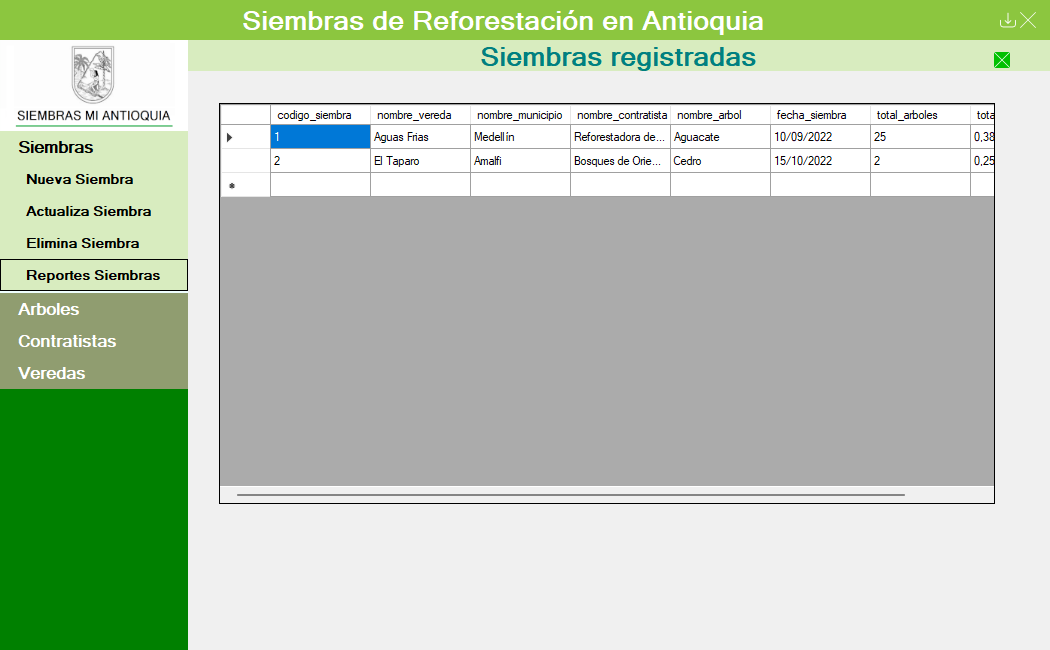 Siembras de Reforestación en Antioquia
Siembras registradas
SIEMBRAS MI ANTIOQUIA
Siembras
Nueva Siembra
Actualiza Siembra
Elimina Siembra
Reportes Siembras
Arboles
Contratistas
Veredas
codigo_siembra nombre_vereda nombre_municipio nombre_contratista nombre_arbol fecha_siembra total_arboles tota
1 Aguas Frias Medellín Reforestadora de... Aguacate 10/09/2022 25 0,38
2 El Taparo Amalfi Bosques de Orie... Cedro 15/10/2022 2 0,25